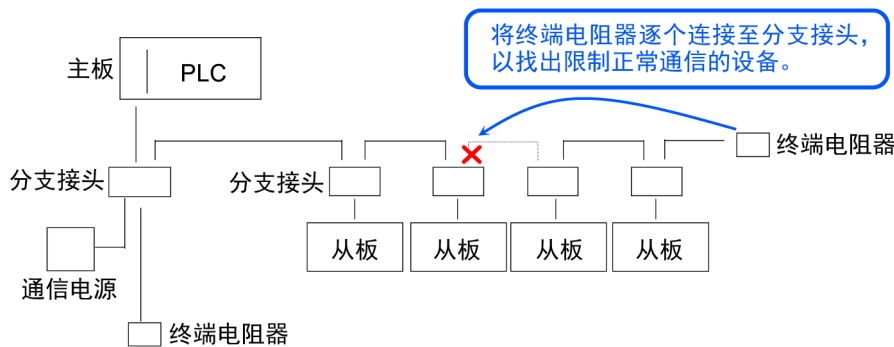 将终端电阻器逐个连接至分支接头，
以找出限制正常通信的设备。
主板
PLC
终端电阻器
分支接头
分支接头
从板
从板
从板
从板
通信电源
终端电阻器